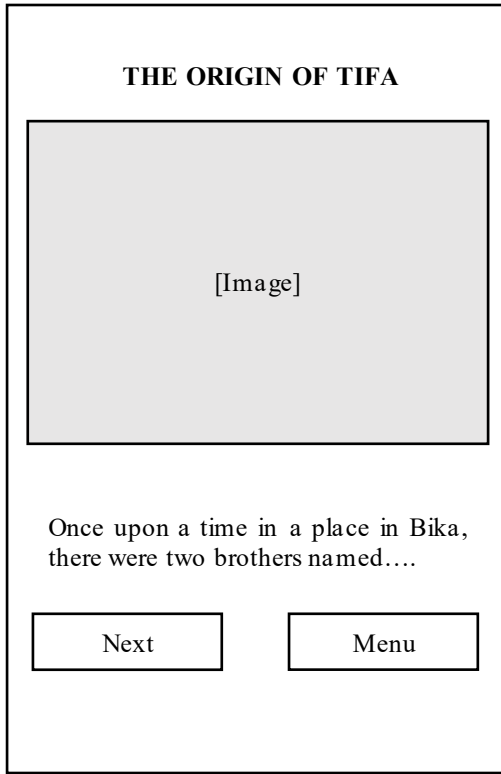 THE ORIGIN OF TIFA
[Image]
Once upon a time in a place in Bika,
there were two brothers named….
Next
Menu